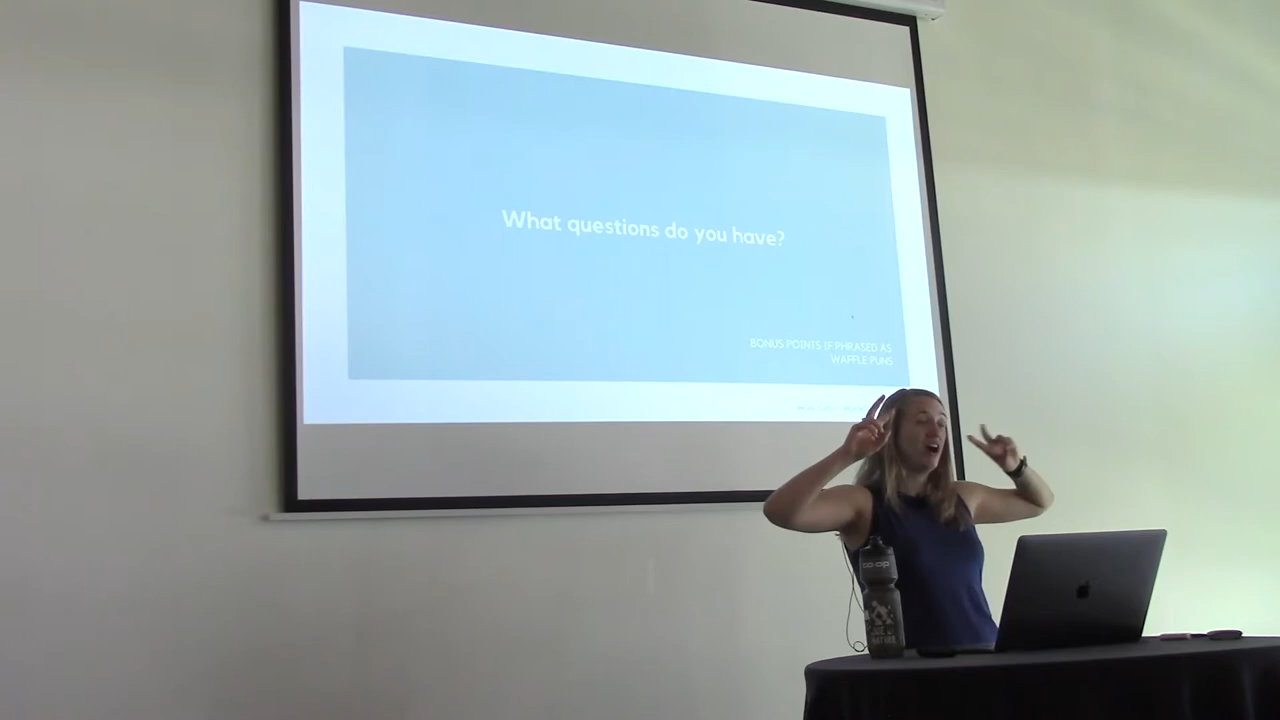 What questions do you have?
BONUS POINTS IF PHRASED AS
WAFFLE PUNS
co-op